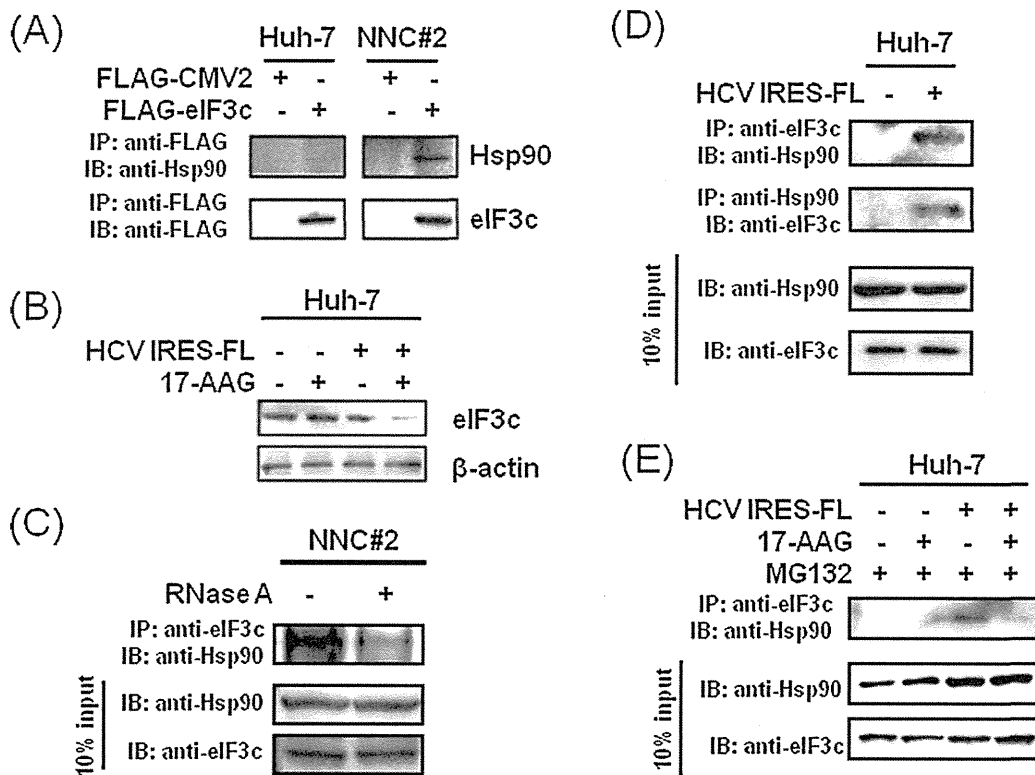 (A)
Huh-7 NNC#2
FLAG-CMV2 + - + -
FLAG-eIF3c - + - +
IP: anti-FLAG
IB: anti-Hsp90
Hsp90
IP: anti-FLAG
IB: anti-FLAG
eIF3c
(B)
Huh-7
HCV IRES-FL - - + +
17-AAG - + - +
eIF3c
β-actin
(C)
NNC#2
RNase A - +
IP: anti-eIF3c
IB: anti-Hsp90
10% input
IB: anti-Hsp90
IB: anti-eIF3c
(D)
Huh-7
HCV IRES-FL - +
IP: anti-eIF3c
IB: anti-Hsp90
IP: anti-Hsp90
IB: anti-eIF3c
10% input
IB: anti-Hsp90
IB: anti-eIF3c
(E)
Huh-7
HCV IRES-FL - - + +
17-AAG - + - +
MG132 + + + +
IP: anti-eIF3c
IB: anti-Hsp90
10% input
IB: anti-Hsp90
IB: anti-eIF3c